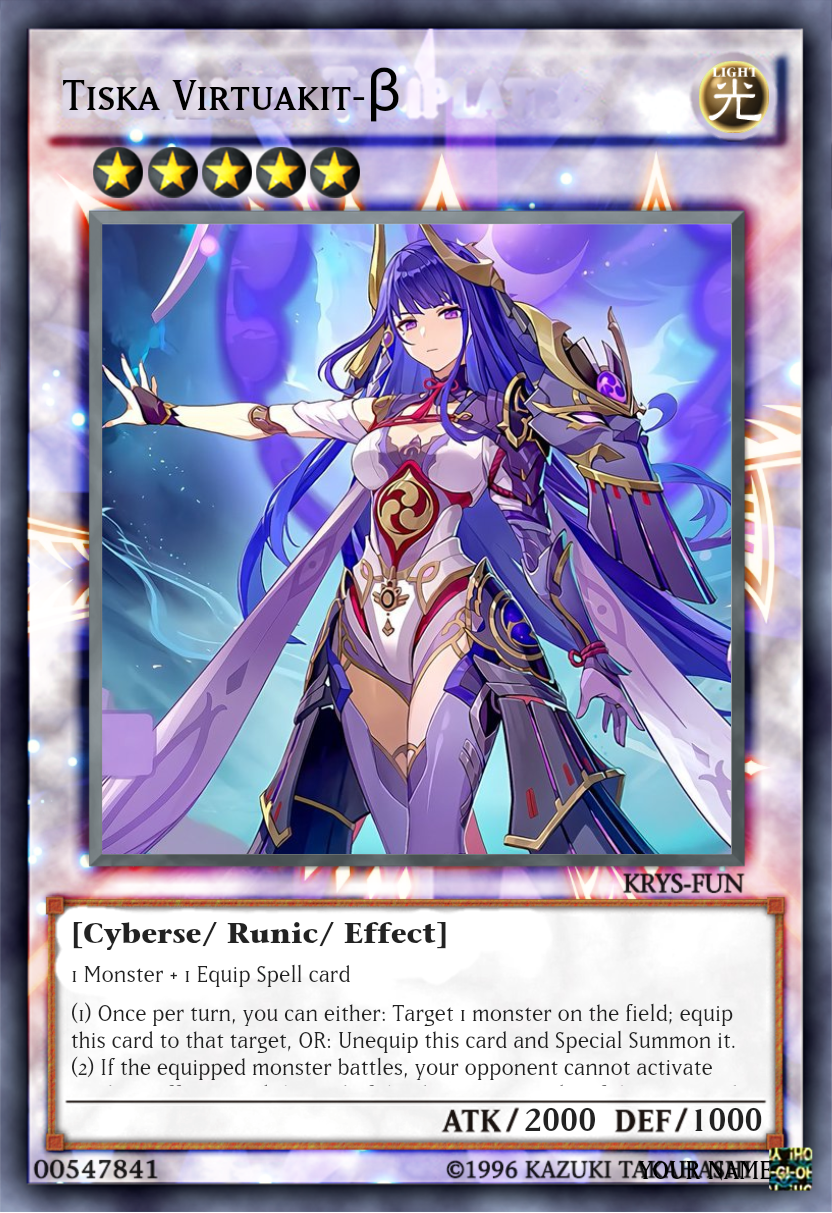 Tiska Virtuakit-β
LIGHT
光
KRYS-FUN
[Cyberse/ Runic/ Effect]
1 Monster + 1 Equip Spell card
(1) Once per turn, you can either: Target 1 monster on the field; equip
this card to that target, OR: Unequip this card and Special Summon it.
(2) If the equipped monster battles, your opponent cannot activate
ATK/2000 DEF/1000
00547841
©1996 KAZUKI TAKAHASHI
YOUR NAME